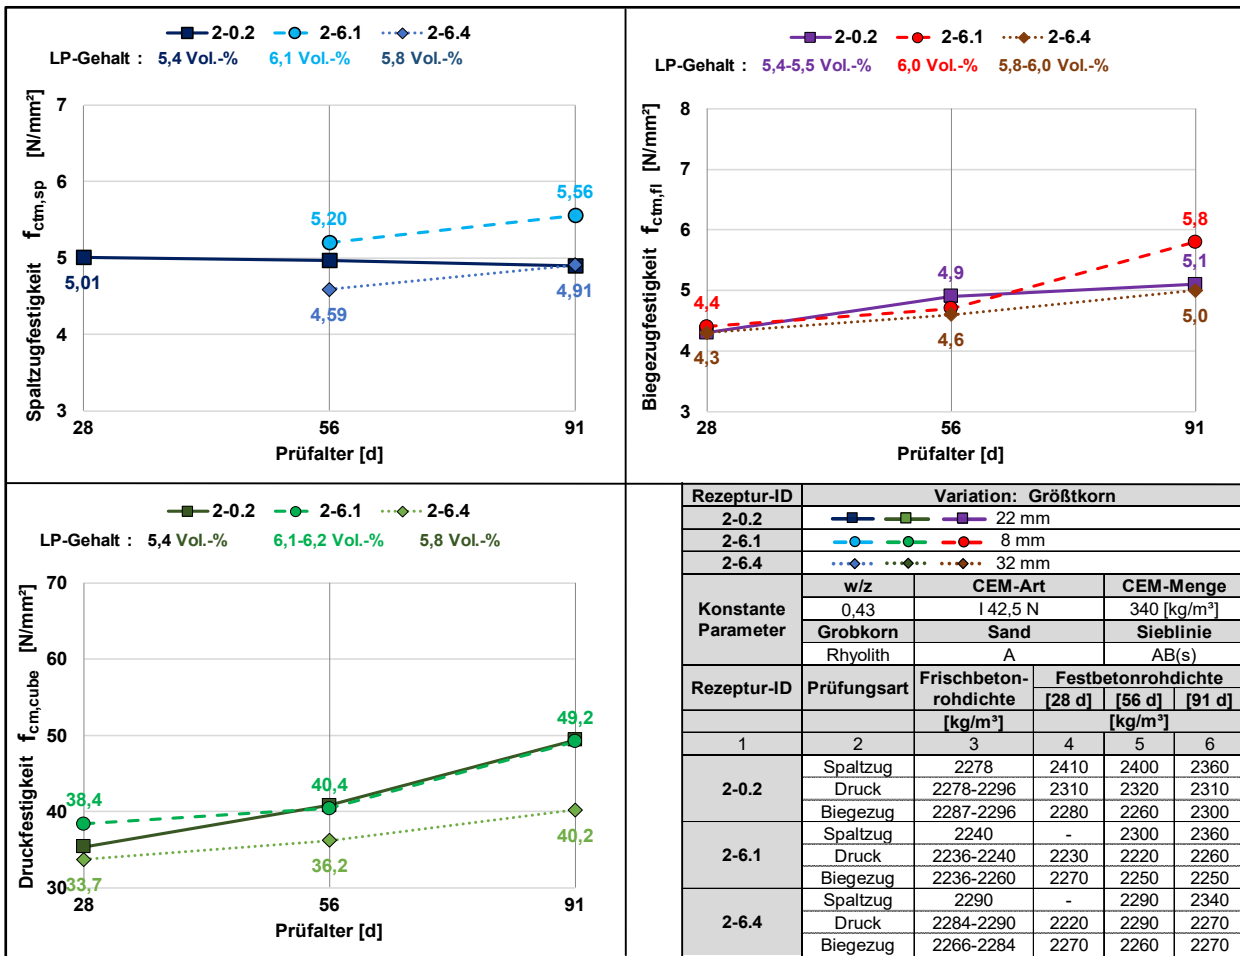 2-0.2 2-6.1 2-6.4
LP-Gehalt : 5,4 Vol.-% 6,1 Vol.-% 5,8 Vol.-%
Spaltzugfestigkeit fctm,sp [N/mm²]
7
6
5
4
3
5,56
5,20
5,01
4,91
4,59
28 56 91
Prüfalter [d]
2-0.2 2-6.1 2-6.4
LP-Gehalt : 5,4-5,5 Vol.-% 6,0 Vol.-% 5,8-6,0 Vol.-%
Biegezugfestigkeit fctm,fl [N/mm²]
8
7
6
5
4
3
5,8
4,9 5,1
4,4
5,0
4,3 4,6
28 56 91
Prüfalter [d]
2-0.2 2-6.1 2-6.4
LP-Gehalt : 5,4 Vol.-% 6,1-6,2 Vol.-% 5,8 Vol.-%
Druckfestigkeit fcm,cube [N/mm²]
70
60
50
40
30
49,2
38,4 40,4
40,2
36,2
33,7
28 56 91
Prüfalter [d]
Rezeptur-ID Variation: Größtkorn
2-0.2 22 mm
2-6.1 8 mm
2-6.4 32 mm
Konstante Parameter w/z CEM-Art CEM-Menge
0,43 I 42,5 N 340 [kg/m³]
Grobkorn Sand Sieblinie
Rhyolith A AB(s)
Rezeptur-ID Prüfungsart Frischbeton-rohdichte Festbetonrohdichte
[28 d] [56 d] [91 d]
[kg/m³] [kg/m³]
1 2 3 4 5 6
2-0.2 Spaltzug 2278 2410 2400 2360
Druck 2278-2296 2310 2320 2310
Biegezug 2287-2296 2280 2260 2300
2-6.1 Spaltzug 2240 - 2300 2360
Druck 2236-2240 2230 2220 2260
Biegezug 2236-2260 2270 2250 2250
2-6.4 Spaltzug 2290 - 2290 2340
Druck 2284-2290 2220 2290 2270
Biegezug 2266-2284 2270 2260 2270